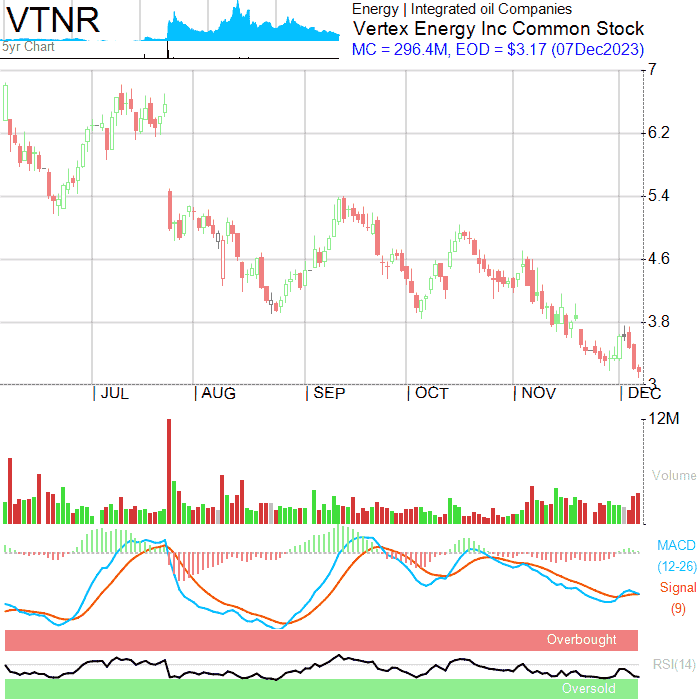 VTNR
5yr Chart
Energy | Integrated oil Companies
Vertex Energy Inc Common Stock
MC = 296.4M, EOD = $3.17 (07Dec2023)
7
6.2
5.4
4.6
3.8
3
| JUL | AUG | SEP | OCT | NOV | DEC
12M
Volume
MACD
(12-26)
Signal
(9)
Overbought
RSI(14)
Oversold